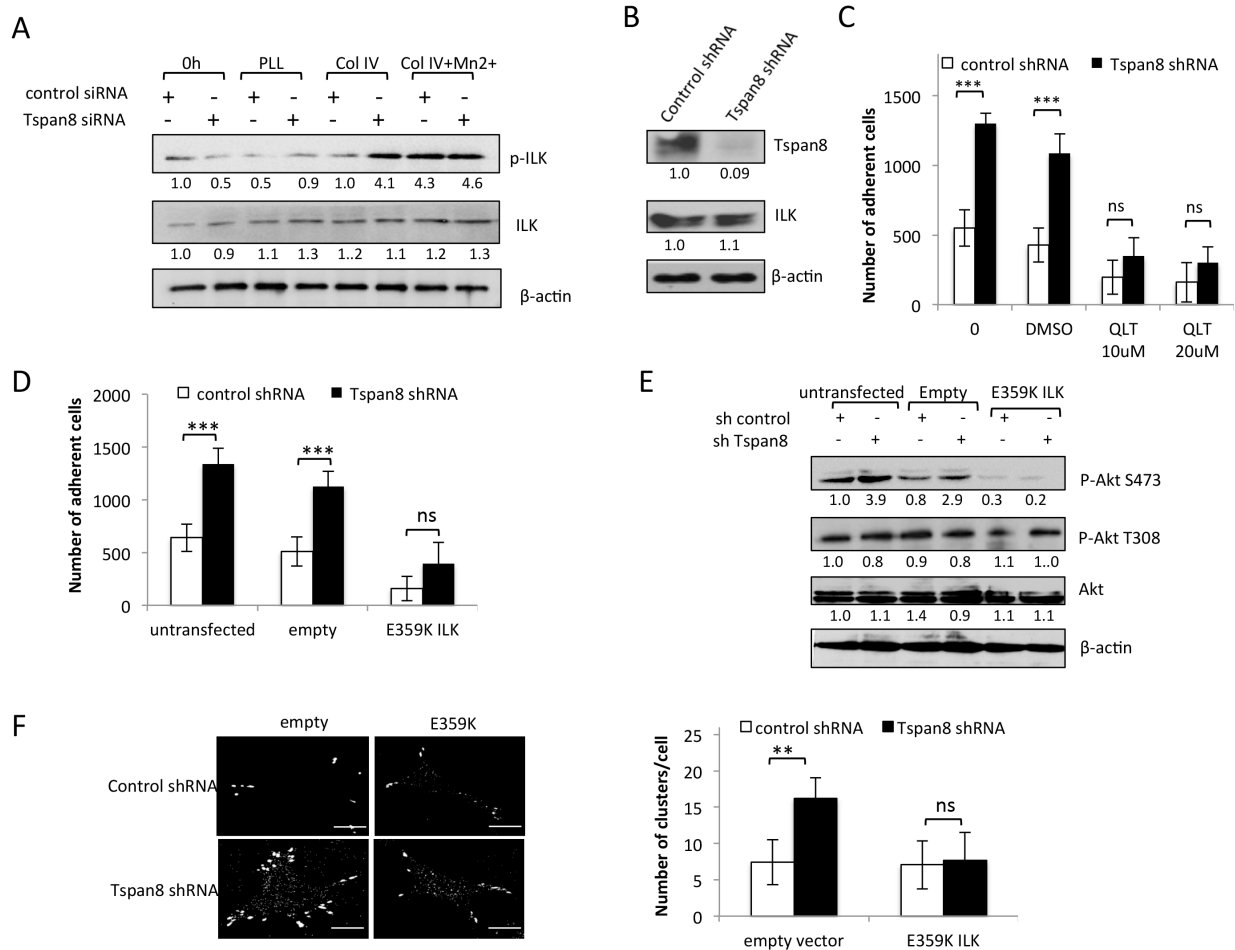 A
0h PLL Col IV Col IV+Mn2+
control siRNA + - + - + - + -
Tspan8 siRNA - + - + - + - +
p-ILK
1.0 0.5 0.5 0.9 1.0 4.1 4.3 4.6
ILK
1.0 0.9 1.1 1.3 1..2 1.1 1.2 1.3
β-actin
B
Control shRNA
Tspan8 shRNA
Tspan8
1.0 0.09
ILK
1.0 1.1
β-actin
C
control shRNA Tspan8 shRNA
Number of adherent cells
1500
1000
500
0
*** *** ns ns
0 DMSO QLT 10uM QLT 20uM
D
control shRNA Tspan8 shRNA
Number of adherent cells
2000
1500
1000
500
0
*** *** ns
untransfected empty E359K ILK
E
untransfected Empty E359K ILK
sh control + - + - + -
sh Tspan8 - + - + - +
P-Akt S473
1.0 3.9 0.8 2.9 0.3 0.2
P-Akt T308
1.0 0.8 0.9 0.8 1.1 1..0
Akt
1.0 1.1 1.4 0.9 1.1 1.1
β-actin
F
empty E359K
Control shRNA
Tspan8 shRNA
control shRNA Tspan8 shRNA
Number of clusters/cell
25
20
15
10
5
0
** ns
empty vector E359K ILK